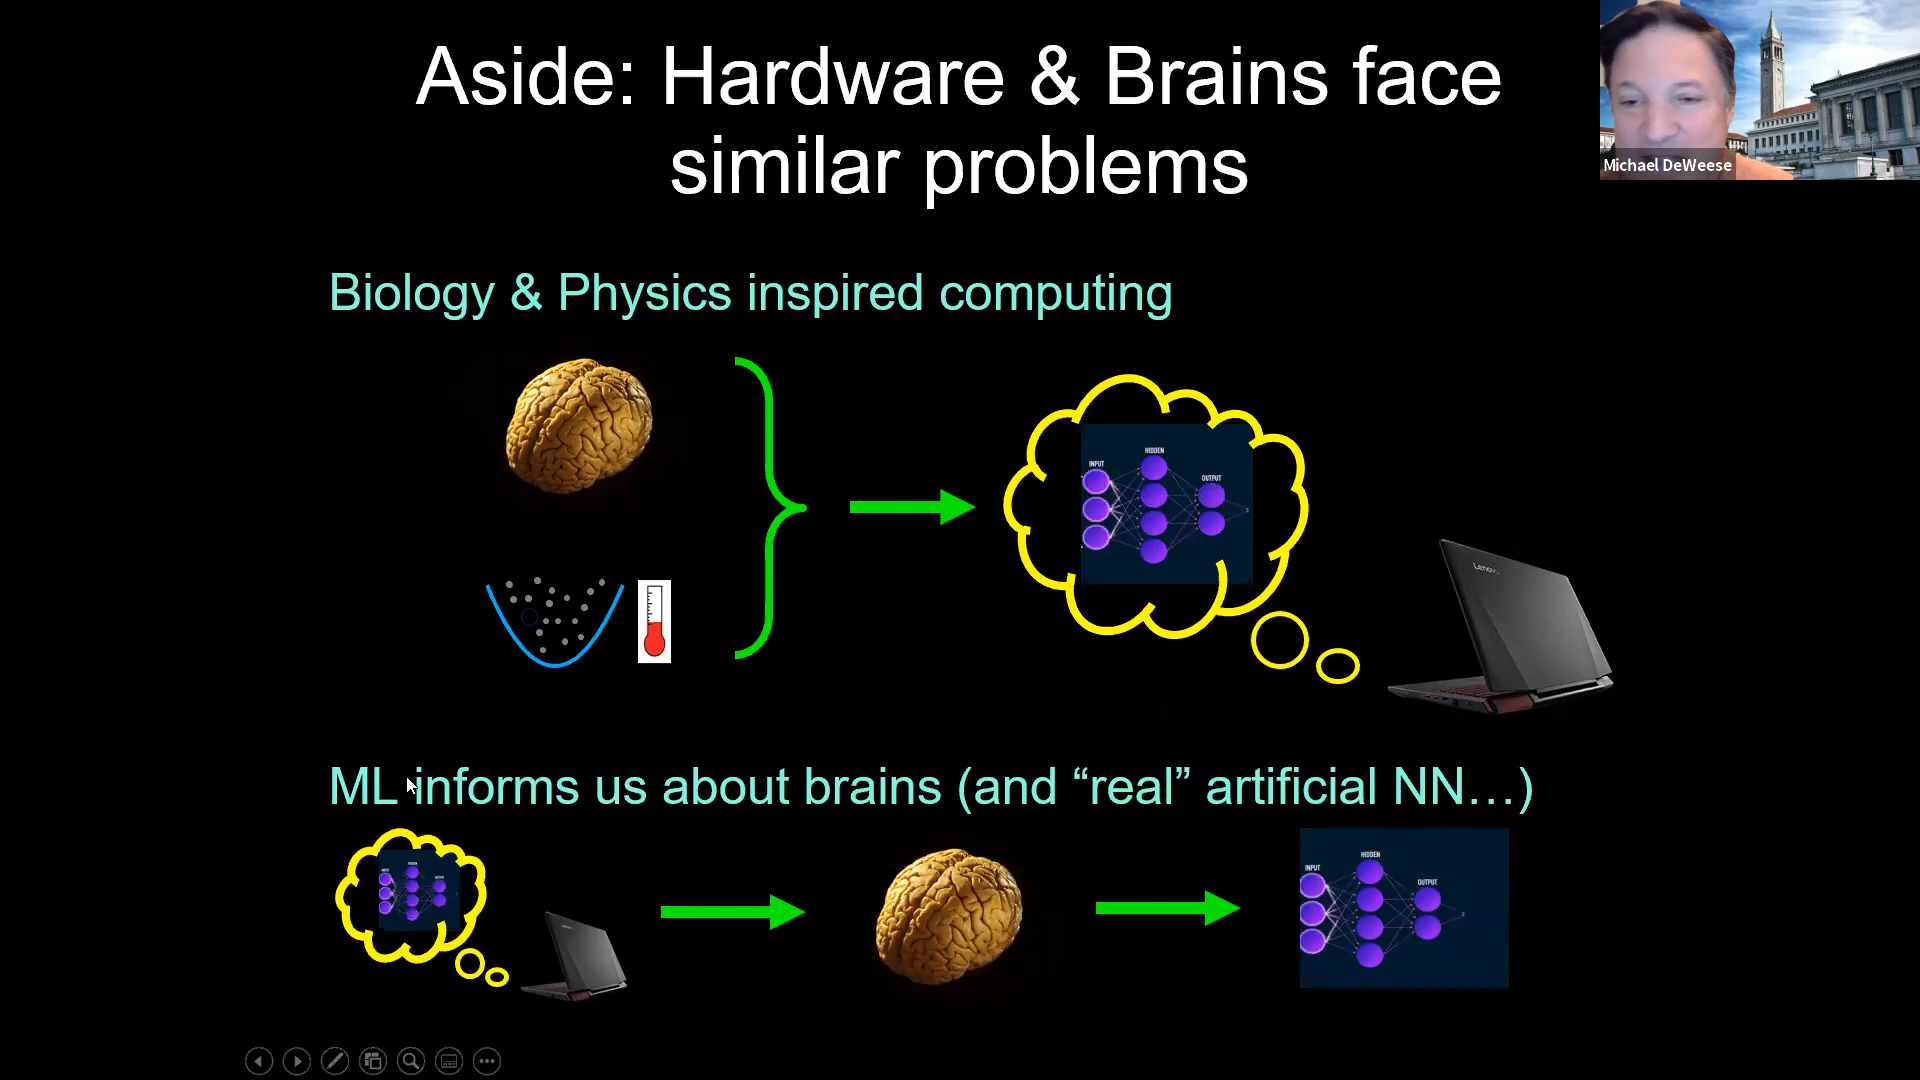 Aside: Hardware & Brains face
similar problems
Michael DeWeese
Biology & Physics inspired computing
INPUT
HIDDEN
OUTPUT
Lenovo
ML informs us about brains (and “real” artificial NN…)
INPUT
HIDDEN
OUTPUT